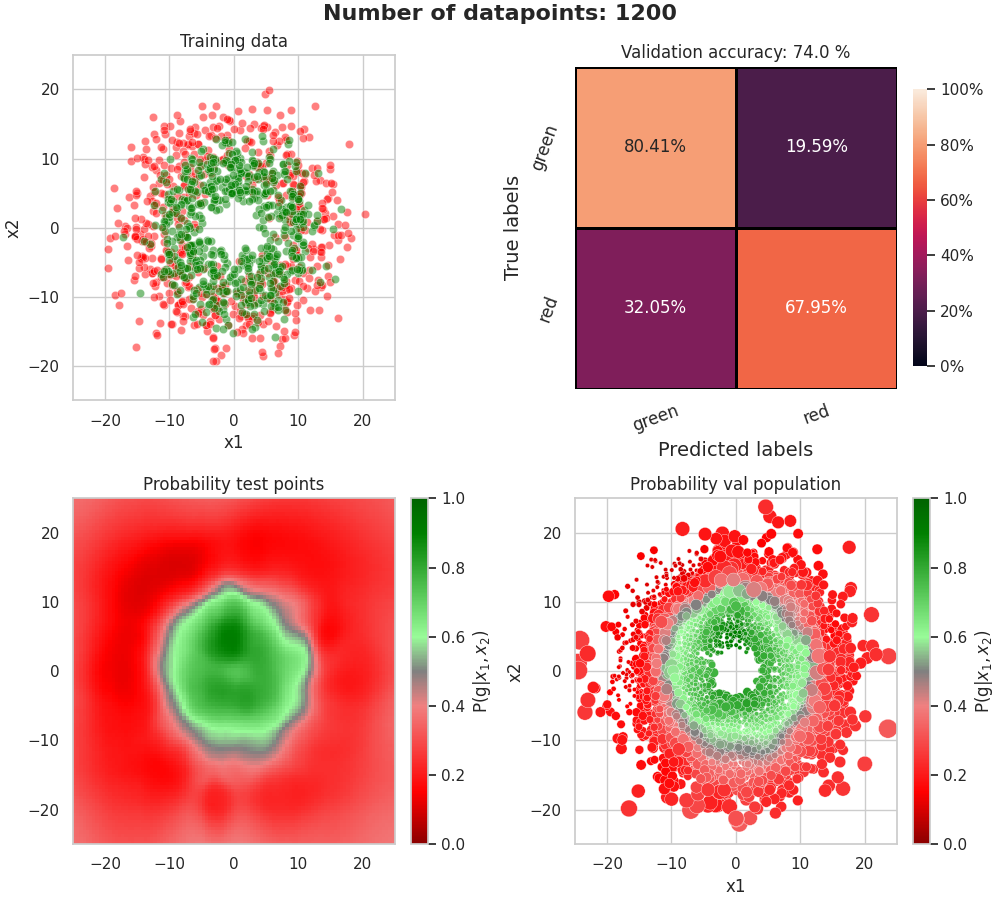 Number of datapoints: 1200
Training data
20
10
0
−10
−20
x2
−20 −10 0 10 20
x1
Validation accuracy: 74.0 %
True labels
green
red
80.41% 19.59%
32.05% 67.95%
green red
Predicted labels
100%
80%
60%
40%
20%
0%
Probability test points
20
10
0
−10
−20
−20 −10 0 10 20
1.0
0.8
0.6
0.4
0.2
0.0
P(g|x₁, x₂)
Probability val population
x2
20
10
0
−10
−20
−20 −10 0 10 20
x1
1.0
0.8
0.6
0.4
0.2
0.0
P(g|x₁, x₂)